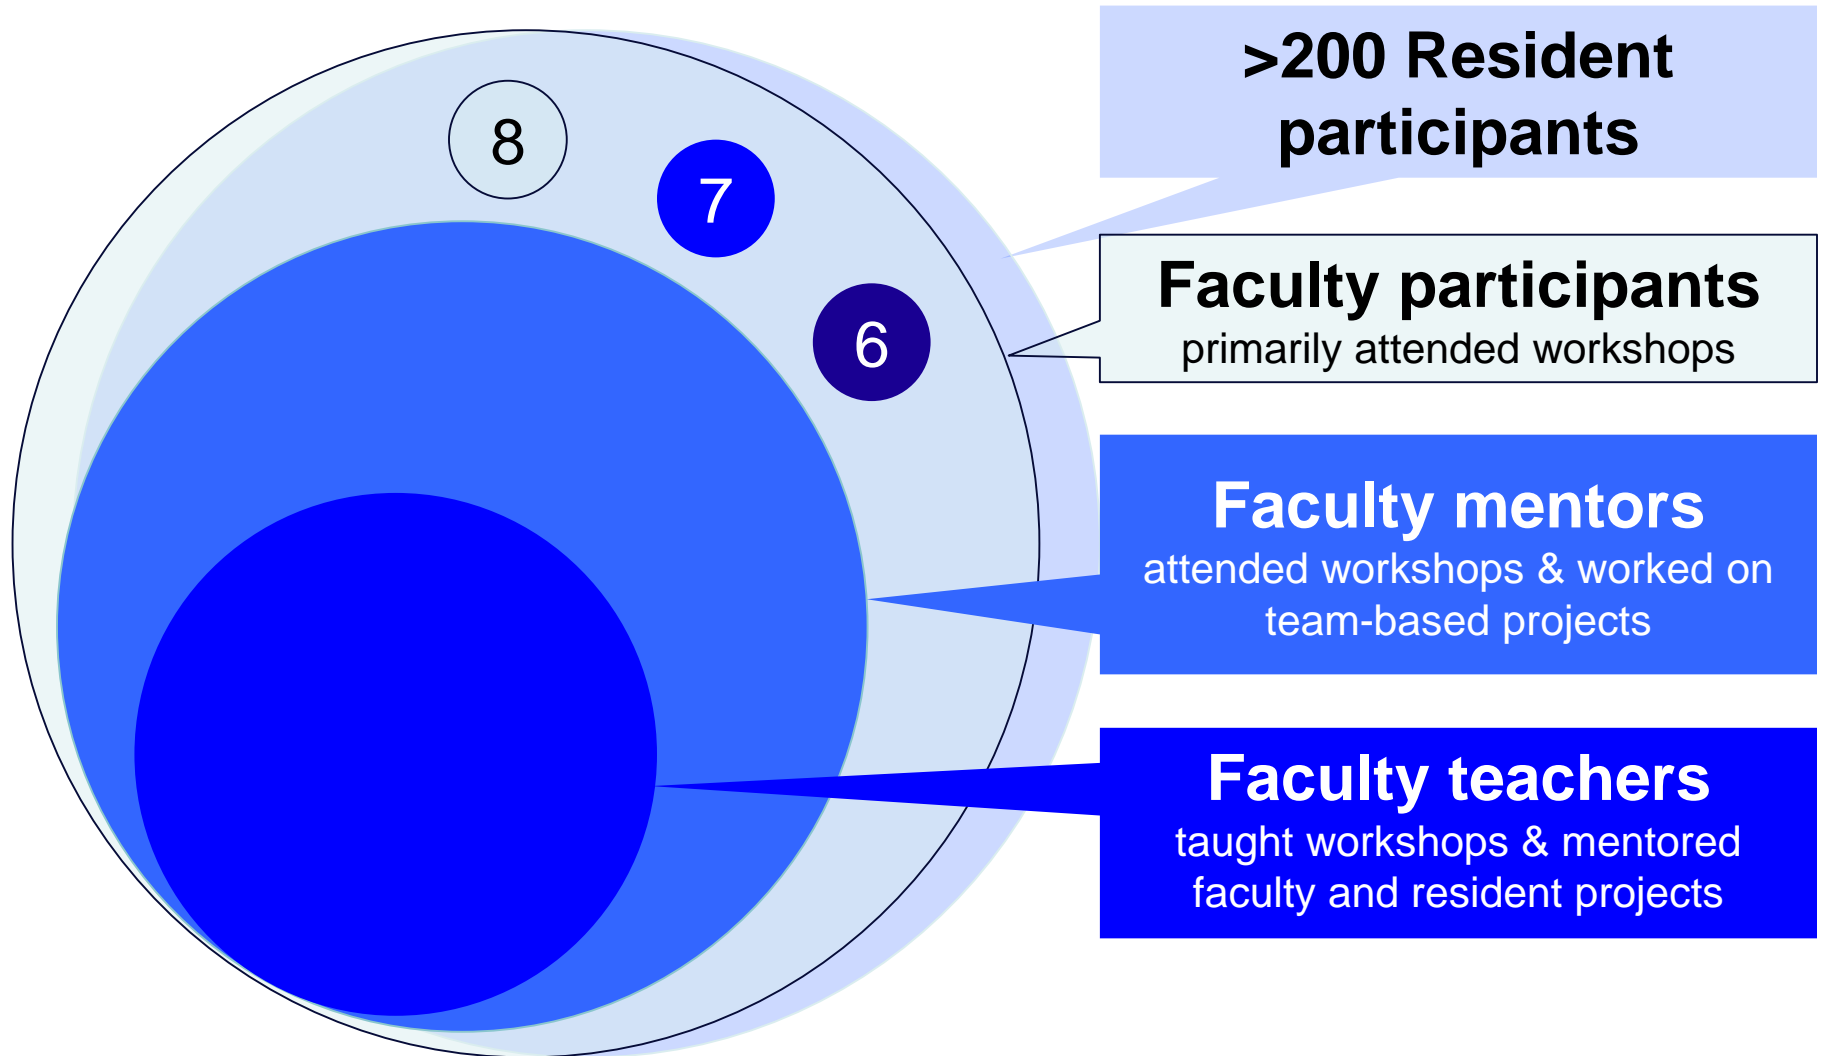 >200 Resident
participants
8
7
6
Faculty participants
primarily attended workshops
Faculty mentors
attended workshops & worked on
team-based projects
Faculty teachers
taught workshops & mentored
faculty and resident projects